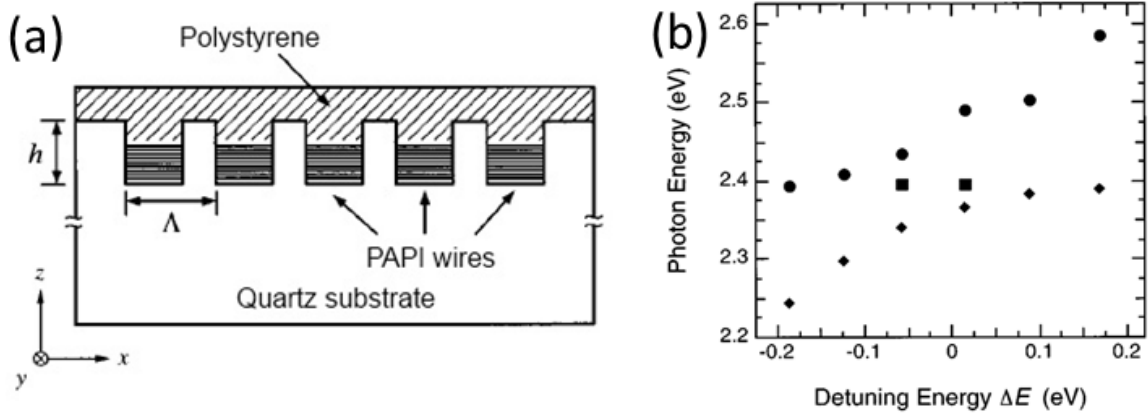 (a)
Polystyrene
h
Λ
PAPI wires
Quartz substrate
z
y
x
(b)
Photon Energy (eV)
2.6
2.5
2.4
2.3
2.2
-0.2 -0.1 0 0.1 0.2
Detuning Energy ΔE (eV)